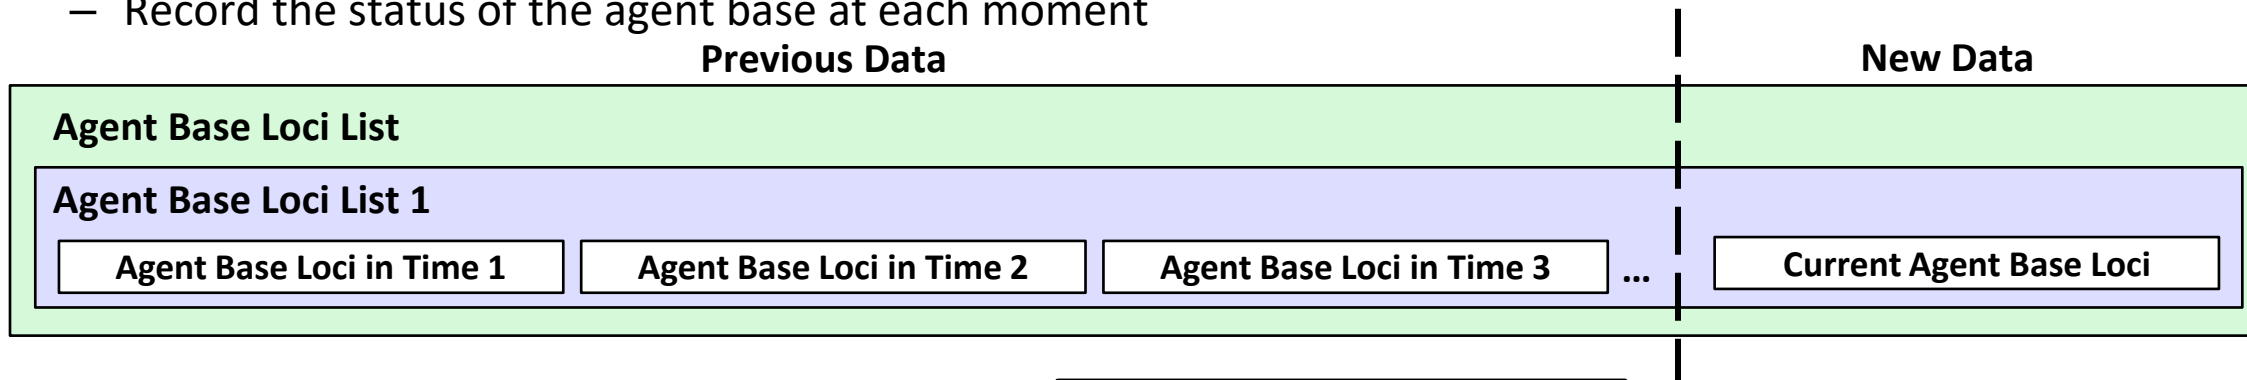 – Record the status of the agent base at each moment
Previous Data
New Data
Agent Base Loci List
Agent Base Loci List 1
Agent Base Loci in Time 1
Agent Base Loci in Time 2
Agent Base Loci in Time 3
...
Current Agent Base Loci